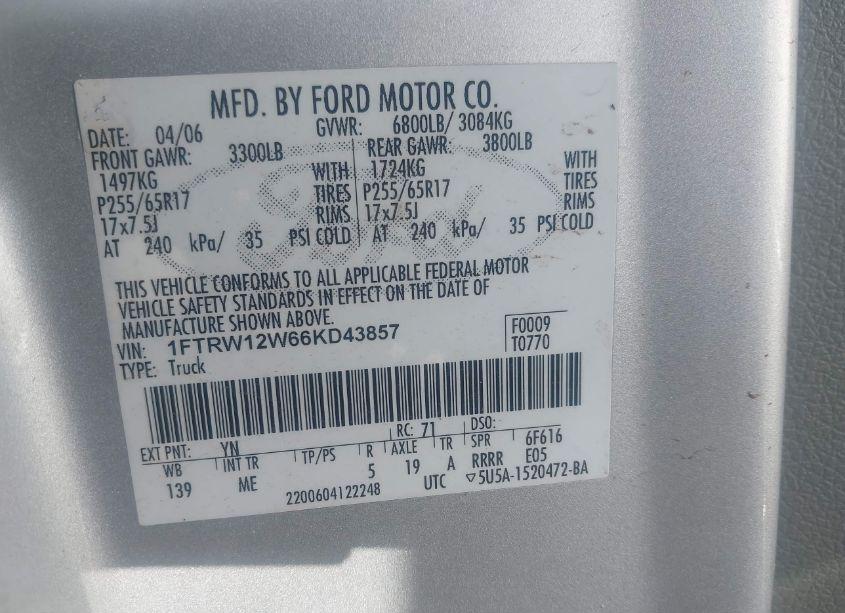 MFD. BY FORD MOTOR CO.
DATE: 04/06 GVWR: 6800LB/ 3084KG
FRONT GAWR: 3300LB REAR GAWR: 3800LB
1497KG WITH 1724KG WITH
P255/65R17 TIRES P255/65R17 TIRES
17x7.5J RIMS 17x7.5J RIMS
AT 240 kPa/ 35 PSI COLD AT 240 kPa/ 35 PSI COLD
THIS VEHICLE CONFORMS TO ALL APPLICABLE FEDERAL MOTOR
VEHICLE SAFETY STANDARDS IN EFFECT ON THE DATE OF
MANUFACTURE SHOWN ABOVE.
VIN: 1FTRW12W66KD43857 F0009
TYPE: Truck T0770
EXT PNT: YN RC: 71 DSO:
WB INT TR TP/PS R AXLE TR SPR 6F616
139 ME 5 19 A RRRR E05
2200604122248 UTC ▽5U5A-1520472-BA
Ford